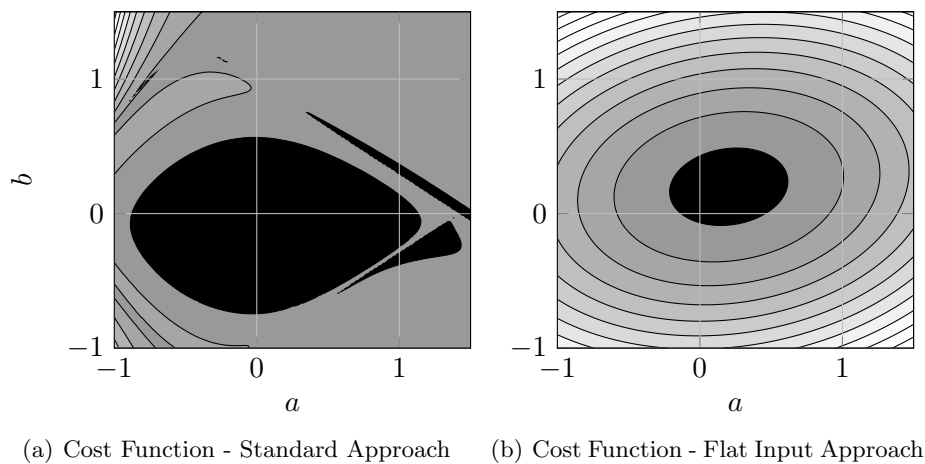 1
0
−1
−1
0
1
a
b
1
0
−1
−1
0
1
a
(a) Cost Function - Standard Approach
(b) Cost Function - Flat Input Approach